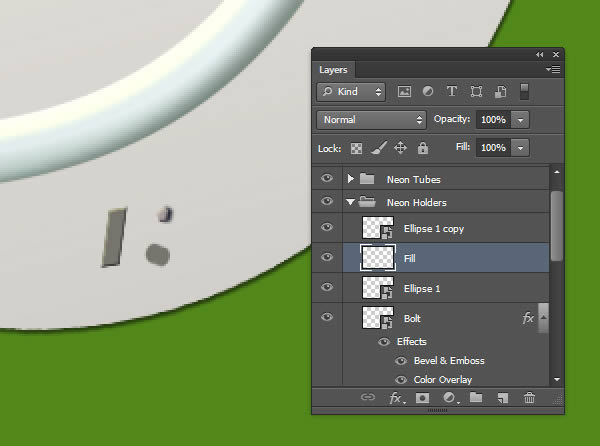 Layers
Kind
Normal Opacity: 100%
Lock: Fill: 100%
Neon Tubes
Neon Holders
Ellipse 1 copy
Fill
Ellipse 1
Bolt fx
Effects
Bevel & Emboss
Color Overlay
fx